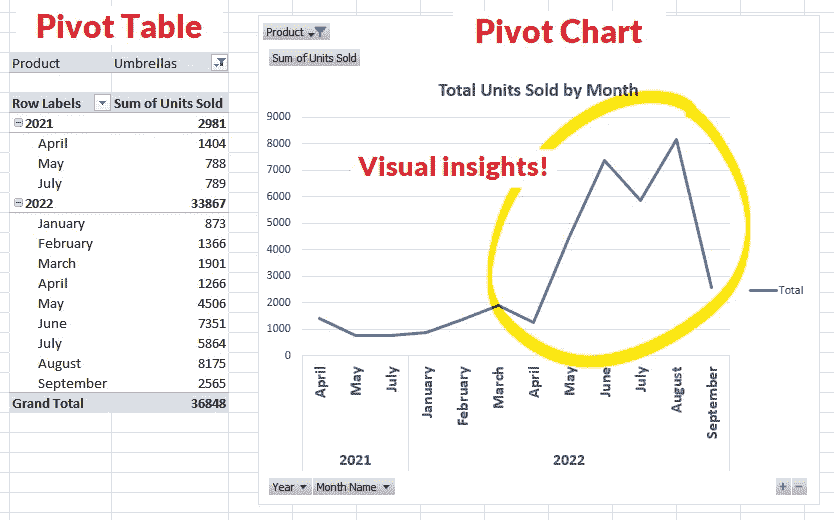 Pivot Table
Product Umbrellas
Row Labels Sum of Units Sold
2021 2981
April 1404
May 788
July 789
2022 33867
January 873
February 1366
March 1901
April 1266
May 4506
June 7351
July 5864
August 8175
September 2565
Grand Total 36848
Pivot Chart
Product
Sum of Units Sold
Total Units Sold by Month
Visual insights!
9000
8000
7000
6000
5000
4000
3000
2000
1000
0
Total
April May July January February March April May June July August September
2021 2022
Year Month Name
+ −